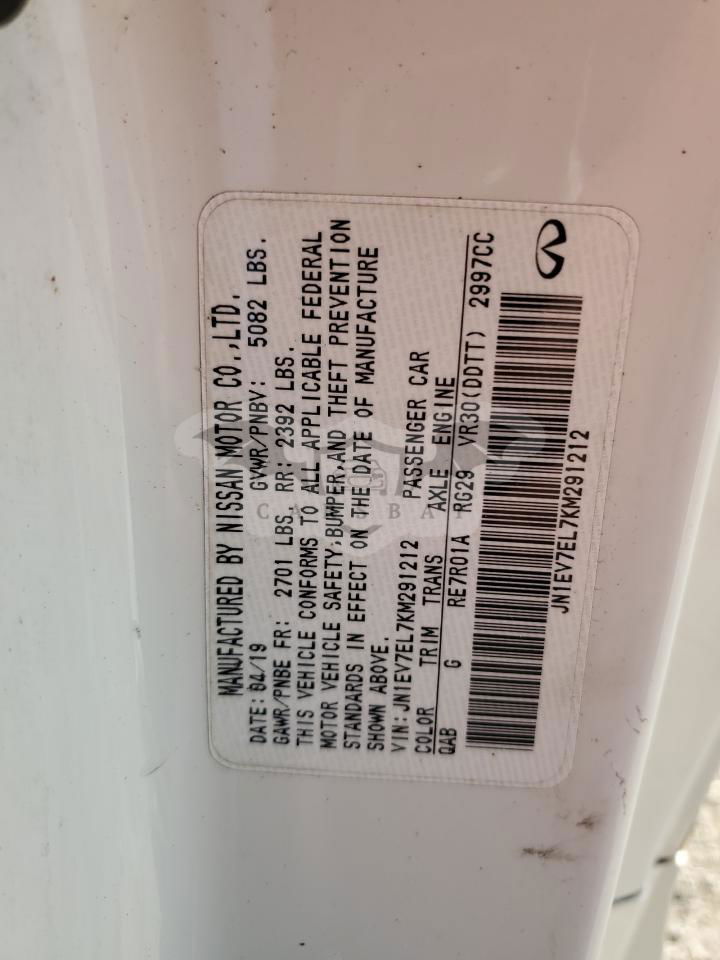 MANUFACTURED BY NISSAN MOTOR CO.,LTD.
DATE: 04/19 GVWR/PNBV: 5082 LBS.
GAWR/PNBE FR: 2701 LBS. RR: 2392 LBS.
THIS VEHICLE CONFORMS TO ALL APPLICABLE FEDERAL
MOTOR VEHICLE SAFETY,BUMPER,AND THEFT PREVENTION
STANDARDS IN EFFECT ON THE DATE OF MANUFACTURE
SHOWN ABOVE.
VIN:JN1EV7EL7KM291212 PASSENGER CAR
COLOR TRIM TRANS AXLE ENGINE
QAB G RE7R01A RG29 VR30(DDTT) 2997CC
JN1EV7EL7KM291212